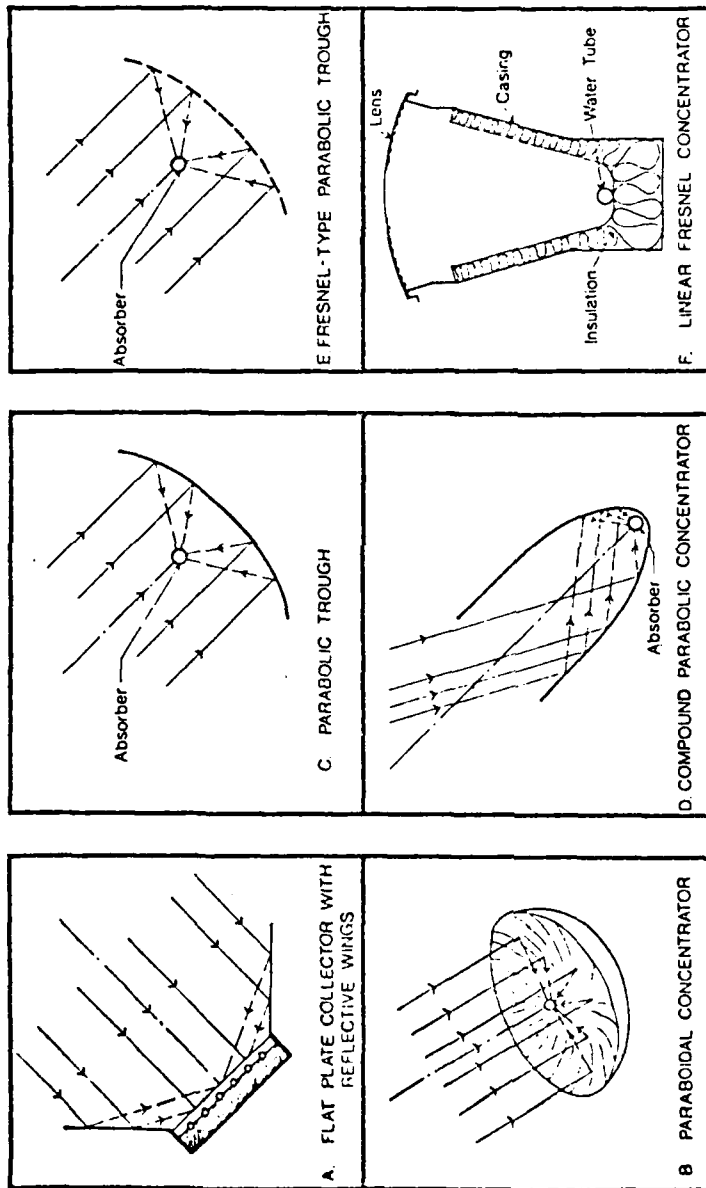 A. FLAT PLATE COLLECTOR WITH
REFLECTIVE WINGS
B PARABOIDAL CONCENTRATOR
Absorber
C. PARABOLIC TROUGH
Absorber
D. COMPOUND PARABOLIC CONCENTRATOR
Absorber
E. FRESNEL-TYPE PARABOLIC TROUGH
Lens
Casing
Water Tube
Insulation
F. LINEAR FRESNEL CONCENTRATOR